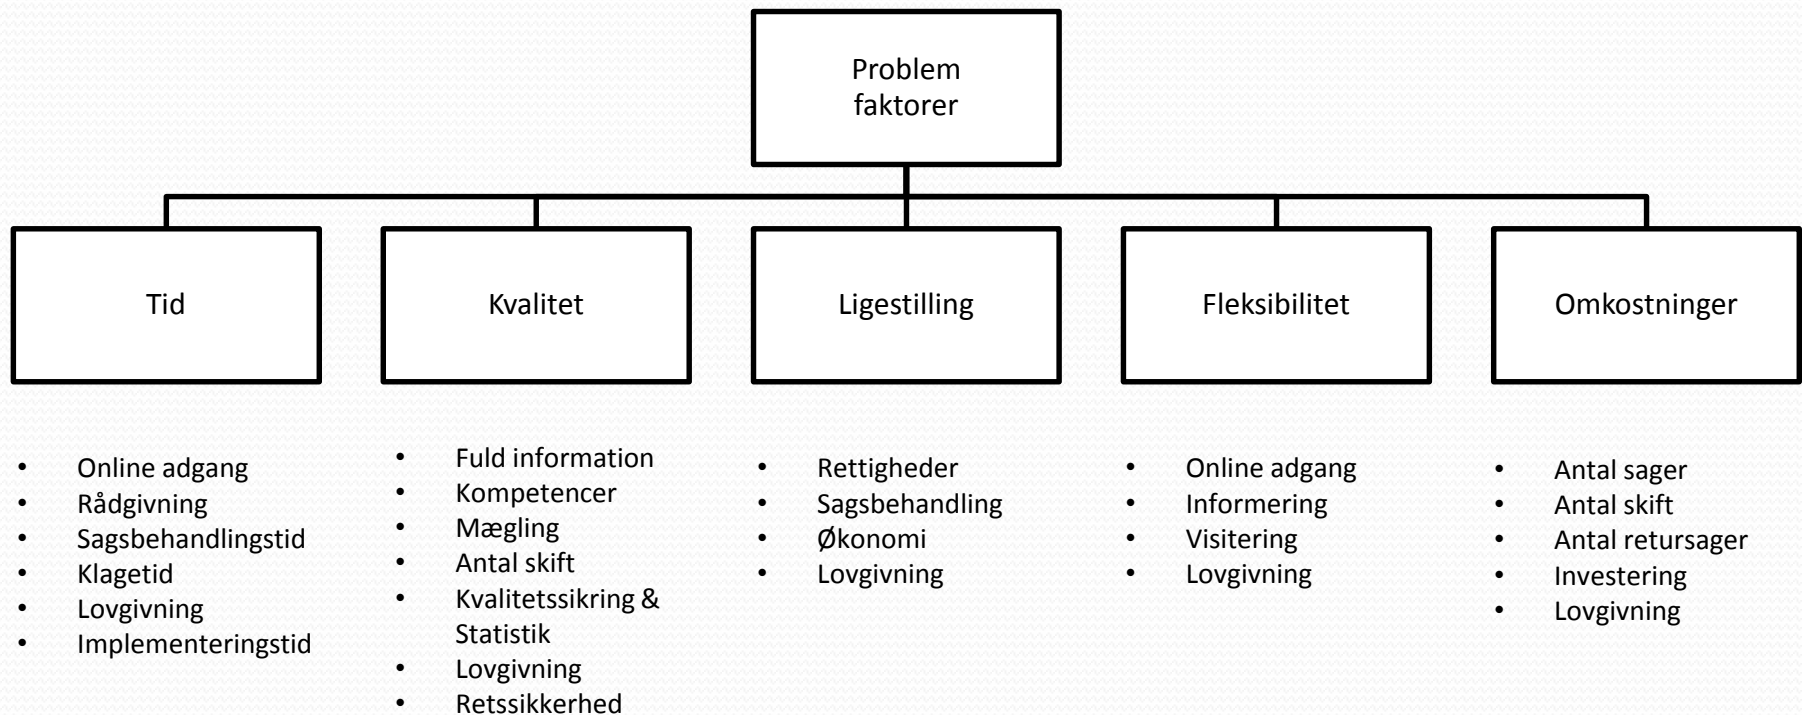 Problem
faktorer
Tid
Kvalitet
Ligestilling
Fleksibilitet
Omkostninger
• Online adgang
• Rådgivning
• Sagsbehandlingstid
• Klagetid
• Lovgivning
• Implementeringstid
• Fuld information
• Kompetencer
• Mægling
• Antal skift
• Kvalitetssikring &
Statistik
• Lovgivning
• Retssikkerhed
• Rettigheder
• Sagsbehandling
• Økonomi
• Lovgivning
• Online adgang
• Informering
• Visitering
• Lovgivning
• Antal sager
• Antal skift
• Antal retursager
• Investering
• Lovgivning